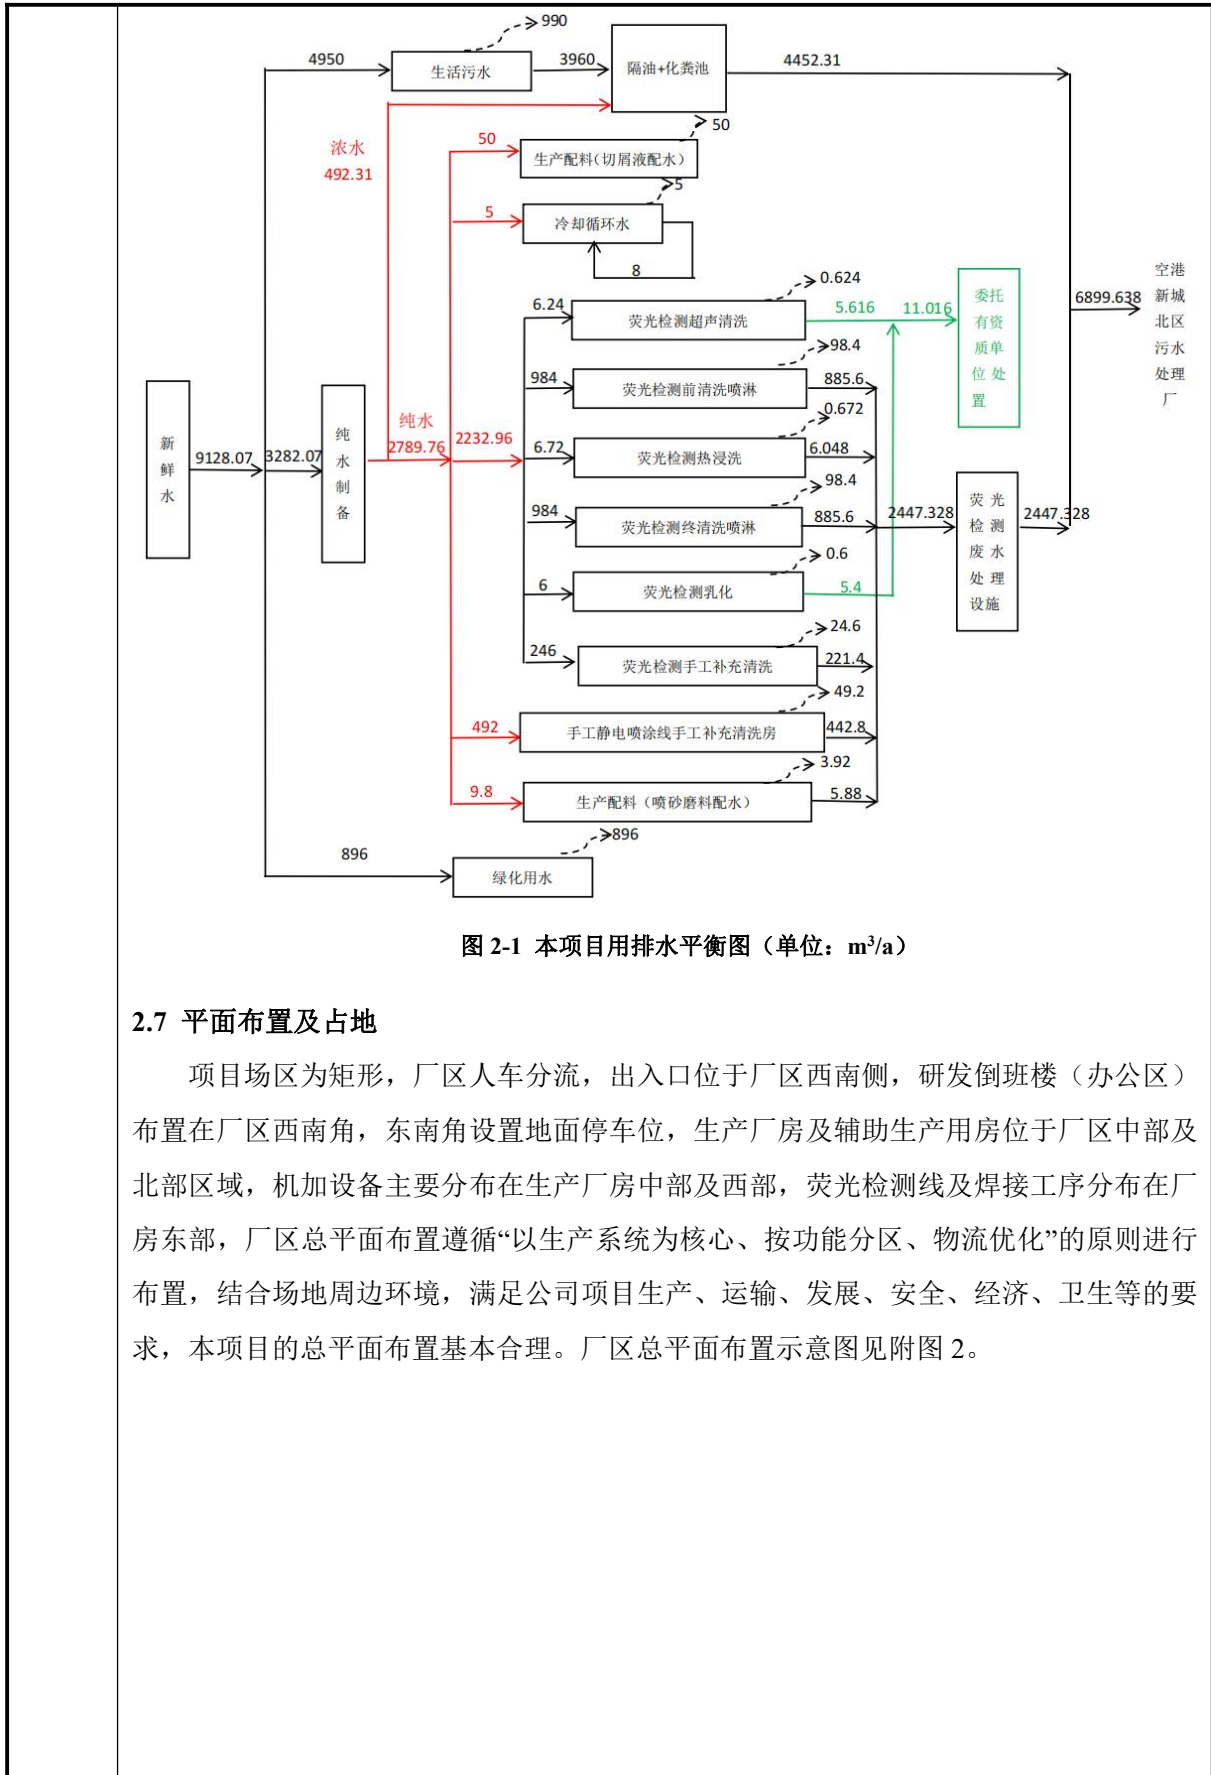 990
4950
生活污水
3960
隔油+化粪池
4452.31
50
浓水
492.31
50
生产配料（切屑液配水）
5
5
冷却循环水
8
0.624
6.24
荧光检测超声清洗
5.616
11.016
委托
有资
质单
位 处
置
6899.638
空港
新城
北区
污水
处理
厂
98.4
984
荧光检测前清洗喷淋
885.6
0.672
新
鲜
水
9128.07
3282.07
纯
水
制
备
纯水
2789.76
2232.96
6.72
荧光检测热浸洗
6.048
98.4
984
荧光检测终清洗喷淋
885.6
2447.328
荧 光
检 测
废 水
处 理
设施
2447.328
0.6
6
荧光检测乳化
5.4
24.6
246
荧光检测手工补充清洗
221.4
49.2
492
手工静电喷涂线手工补充清洗房
442.8
3.92
9.8
生产配料（喷砂磨料配水）
5.88
896
896
绿化用水
图 2-1 本项目用排水平衡图（单位：m³/a）
2.7 平面布置及占地
项目场区为矩形，厂区人车分流，出入口位于厂区西南侧，研发倒班楼（办公区）
布置在厂区西南角，东南角设置地面停车位，生产厂房及辅助生产用房位于厂区中部及
北部区域，机加设备主要分布在生产厂房中部及西部，荧光检测线及焊接工序分布在厂
房东部，厂区总平面布置遵循“以生产系统为核心、按功能分区、物流优化”的原则进行
布置，结合场地周边环境，满足公司项目生产、运输、发展、安全、经济、卫生等的要
求，本项目的总平面布置基本合理。厂区总平面布置示意图见附图 2。